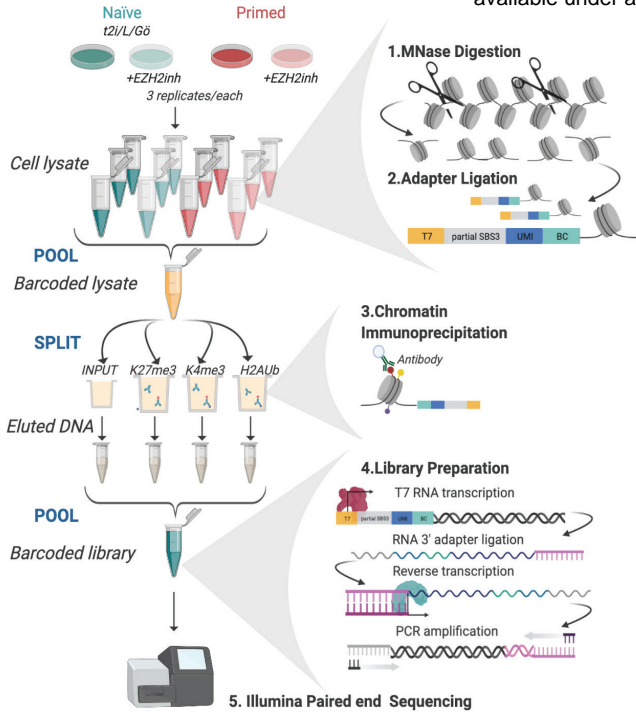 available under a
Naïve
Primed
t2i/L/Gö
+EZH2inh
+EZH2inh
3 replicates/each
Cell lysate
POOL
Barcoded lysate
SPLIT
INPUT K27me3 K4me3 H2AUb
Eluted DNA
POOL
Barcoded library
1.MNase Digestion
2.Adapter Ligation
T7 partial SBS3 UMI BC
3.Chromatin
Immunoprecipitation
Antibody
4.Library Preparation
T7 RNA transcription
T7 partial SBS3 UMI BC
RNA 3' adapter ligation
Reverse transcription
PCR amplification
5. Illumina Paired end Sequencing